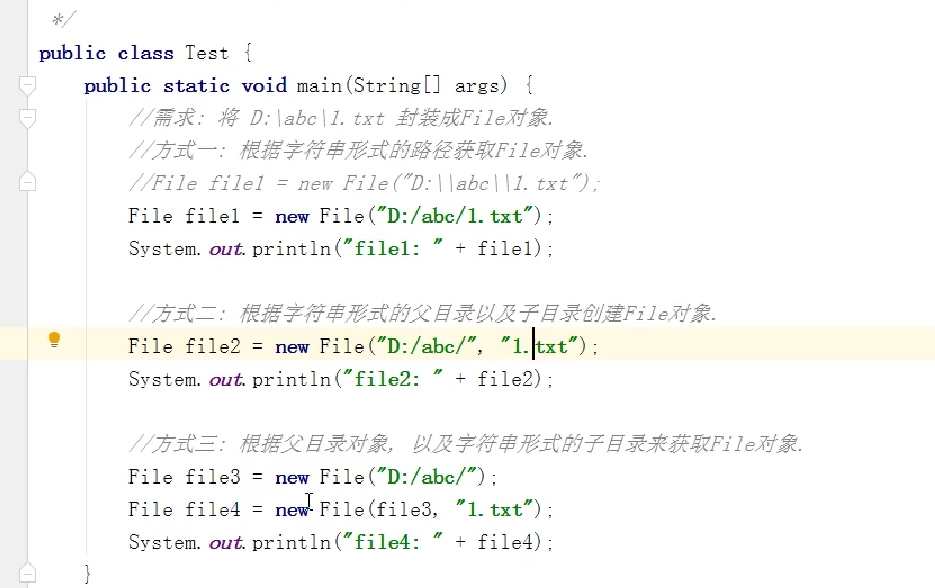 */
public class Test {
public static void main(String[] args) {
//需求: 将 D:\abc\1.txt 封装成File对象.
//方式一: 根据字符串形式的路径获取File对象.
//File file1 = new File("D:\\abc\\1.txt");
File file1 = new File("D:/abc/1.txt");
System.out.println("file1: " + file1);
//方式二: 根据字符串形式的父目录以及子目录创建File对象.
File file2 = new File("D:/abc/", "1.txt");
System.out.println("file2: " + file2);
//方式三: 根据父目录对象, 以及字符串形式的子目录来获取File对象.
File file3 = new File("D:/abc/");
File file4 = new File(file3, "1.txt");
System.out.println("file4: " + file4);
}